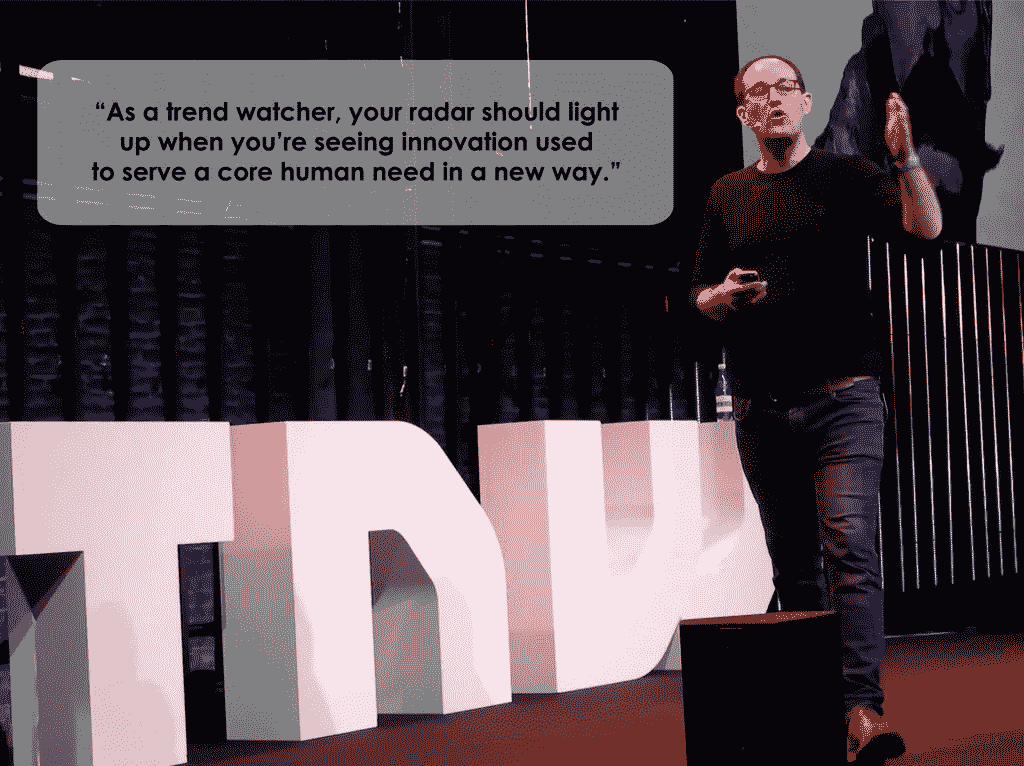 “As a trend watcher, your radar should light
up when you’re seeing innovation used
to serve a core human need in a new way.”
TNW